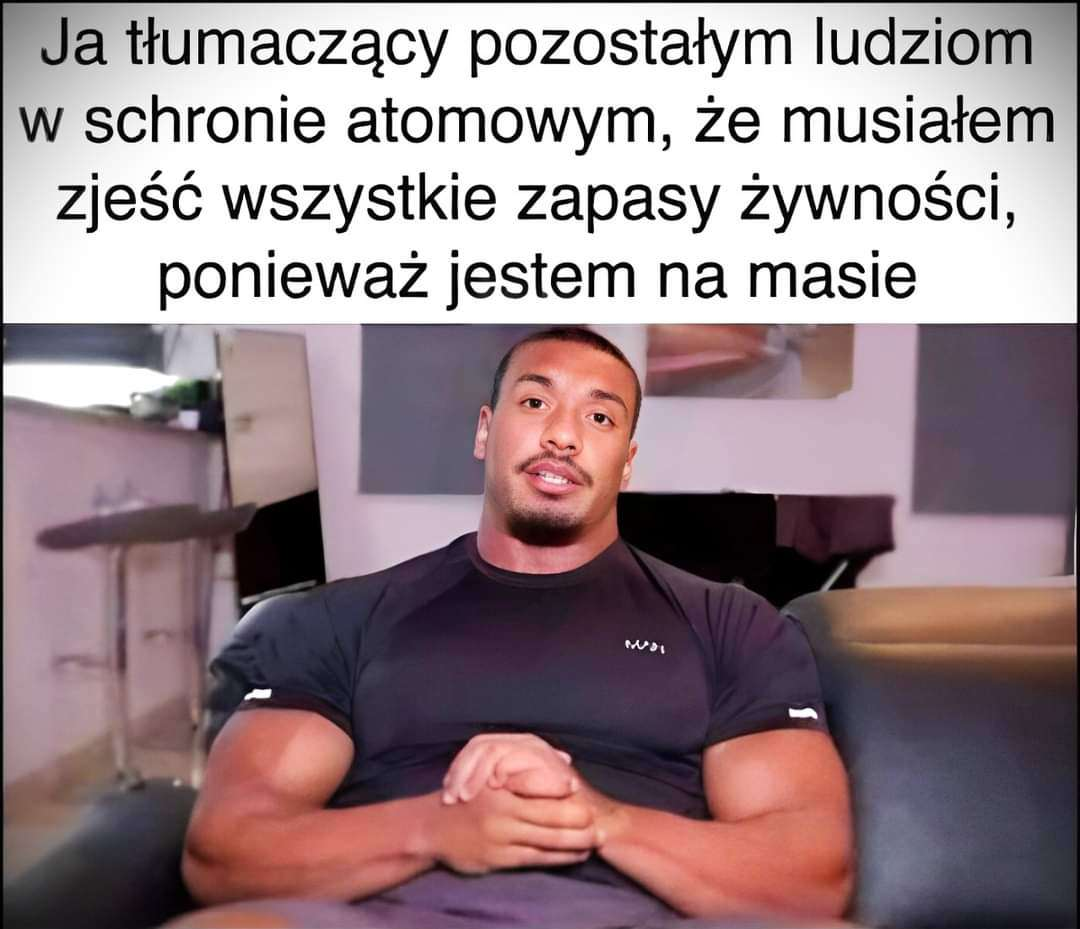 Ja tłumaczący pozostałym ludziom
w schronie atomowym, że musiałem
zjeść wszystkie zapasy żywności,
ponieważ jestem na masie